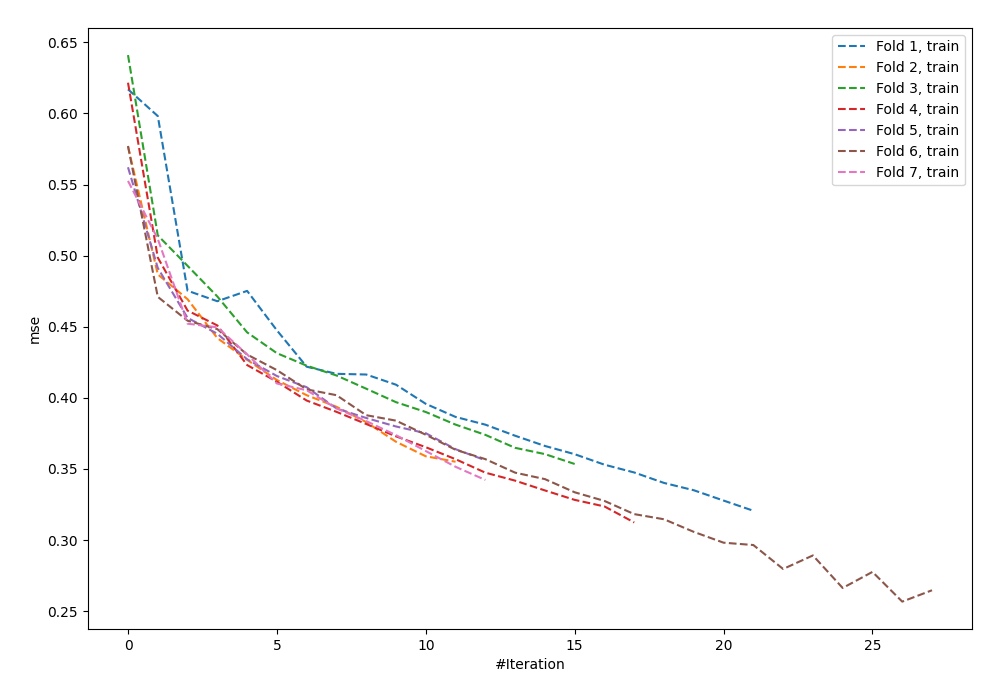 0.65
0.60
0.55
0.50
0.45
0.40
0.35
0.30
0.25
mse
0
5
10
15
20
25
#Iteration
Fold 1, train
Fold 2, train
Fold 3, train
Fold 4, train
Fold 5, train
Fold 6, train
Fold 7, train